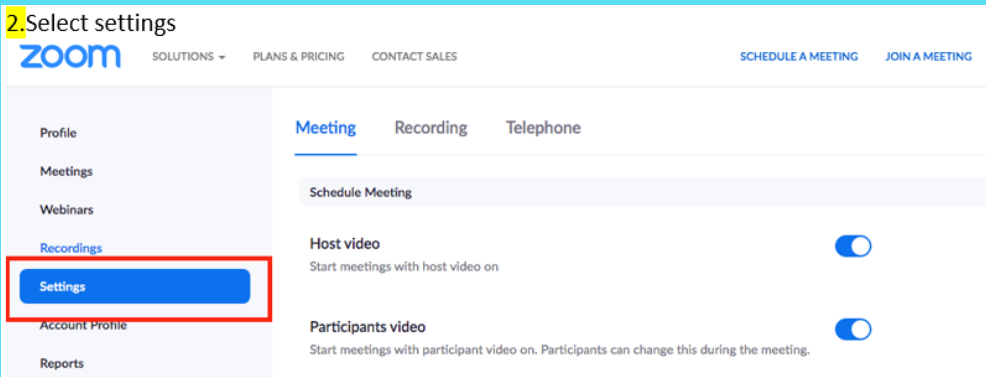 2.Select settings
zoom SOLUTIONS PLANS & PRICING CONTACT SALES SCHEDULE A MEETING JOIN A MEETING
Profile
Meetings
Webinars
Recordings
Settings
Account Profile
Reports
Meeting Recording Telephone
Schedule Meeting
Host video
Start meetings with host video on
Participants video
Start meetings with participant video on. Participants can change this during the meeting.